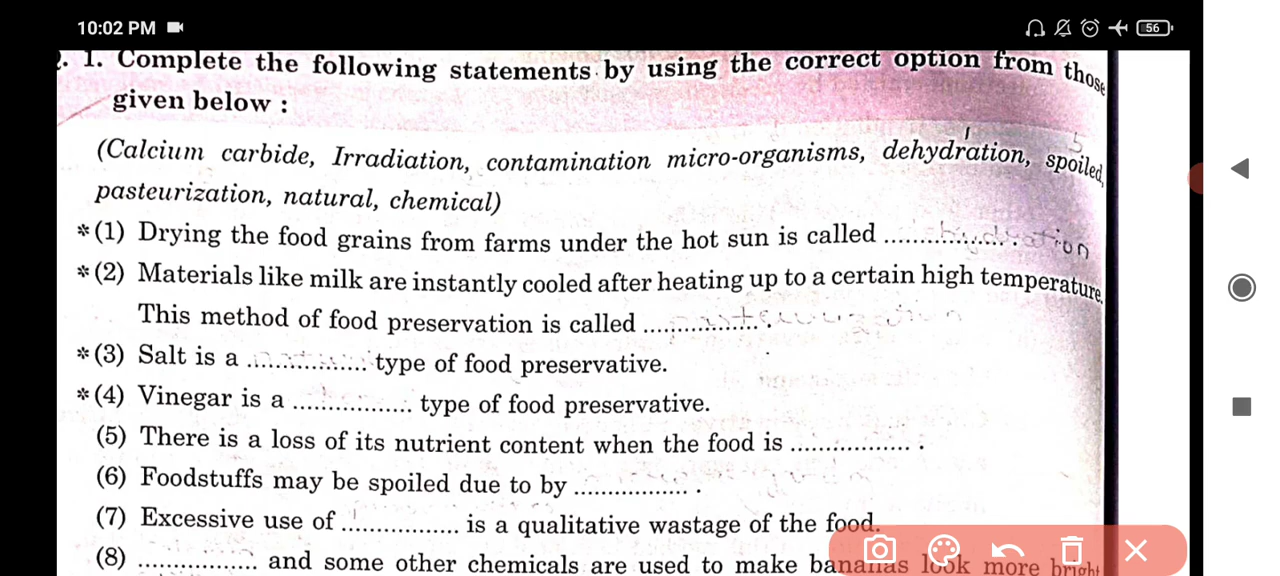 10:02 PM
56
. 1. Complete the following statements by using the correct option from those
given below :
(Calcium carbide, Irradiation, contamination micro-organisms, dehydration, spoiled,
pasteurization, natural, chemical)
*(1) Drying the food grains from farms under the hot sun is called ................ .
*(2) Materials like milk are instantly cooled after heating up to a certain high temperature.
This method of food preservation is called ................ .
*(3) Salt is a ................ type of food preservative.
*(4) Vinegar is a ................ type of food preservative.
(5) There is a loss of its nutrient content when the food is ................ .
(6) Foodstuffs may be spoiled due to by ................ .
(7) Excessive use of ................ is a qualitative wastage of the food.
(8) ................ and some other chemicals are used to make bananas look more bright